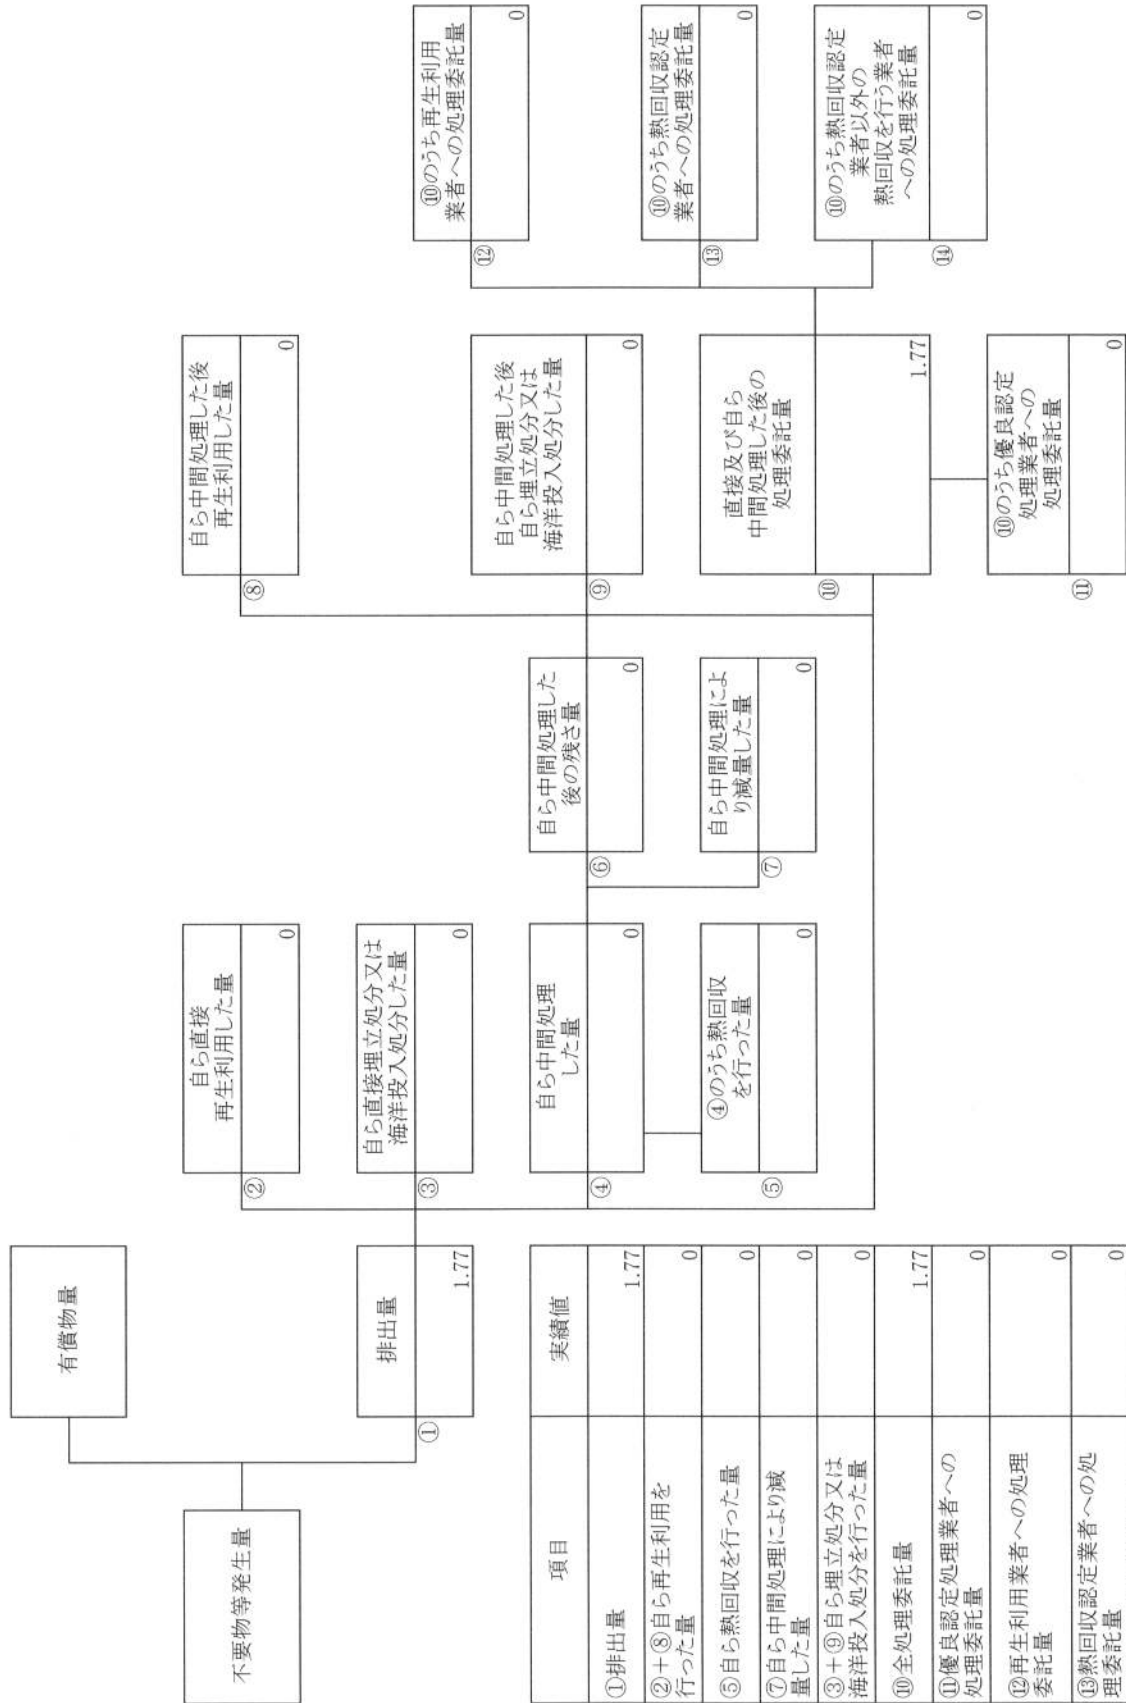 不要物等発生量
有償物量
①
排出量
1.77
②
自ら直接
再生利用した量
0
③
自ら直接埋立処分又は
海洋投入処分した量
0
④
自ら中間処理
した量
0
⑤
④のうち熱回収
を行った量
0
⑥
自ら中間処理した
後の残さ量
0
⑦
自ら中間処理によ
り減量した量
0
⑧
自ら中間処理した後
再生利用した量
0
⑨
自ら中間処理した後
自ら埋立処分又は
海洋投入処分した量
0
⑩
直接及び自ら
中間処理した後の
処理委託量
1.77
⑪
⑩のうち優良認定
処理業者への
処理委託量
0
⑫
⑩のうち再生利用
業者への処理委託量
0
⑬
⑩のうち熱回収認定
業者への処理委託量
0
⑭
⑩のうち熱回収認定
業者以外の
熱回収を行う業者
への処理委託量
0
項目
実績値
①排出量
1.77
②+⑧自ら再生利用を
行った量
0
⑤自ら熱回収を行った量
0
⑦自ら中間処理により減
量した量
0
③+⑨自ら埋立処分又は
海洋投入処分を行った量
0
⑩全処理委託量
1.77
⑪優良認定処理業者への
処理委託量
0
⑫再生利用業者への処理
委託量
0
⑬熱回収認定業者への処
理委託量
0